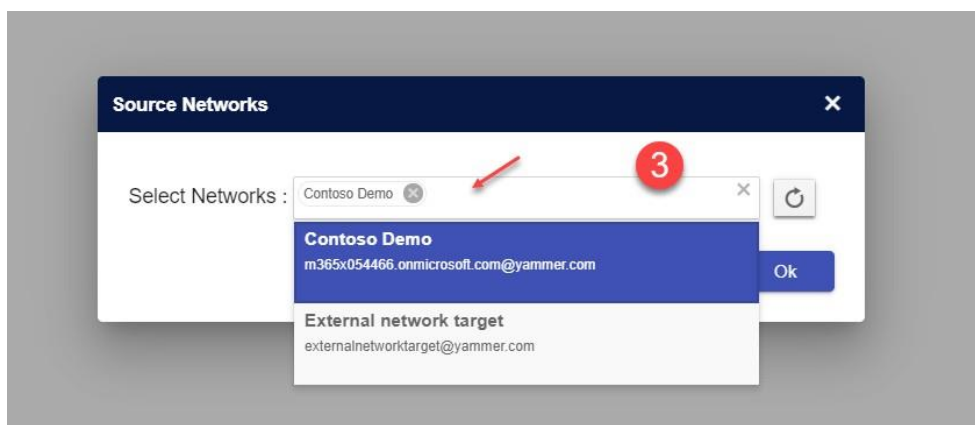 Source Networks
3
Select Networks : Contoso Demo
Contoso Demo
m365x054466.onmicrosoft.com@yammer.com
Ok
External network target
externalnetworktarget@yammer.com